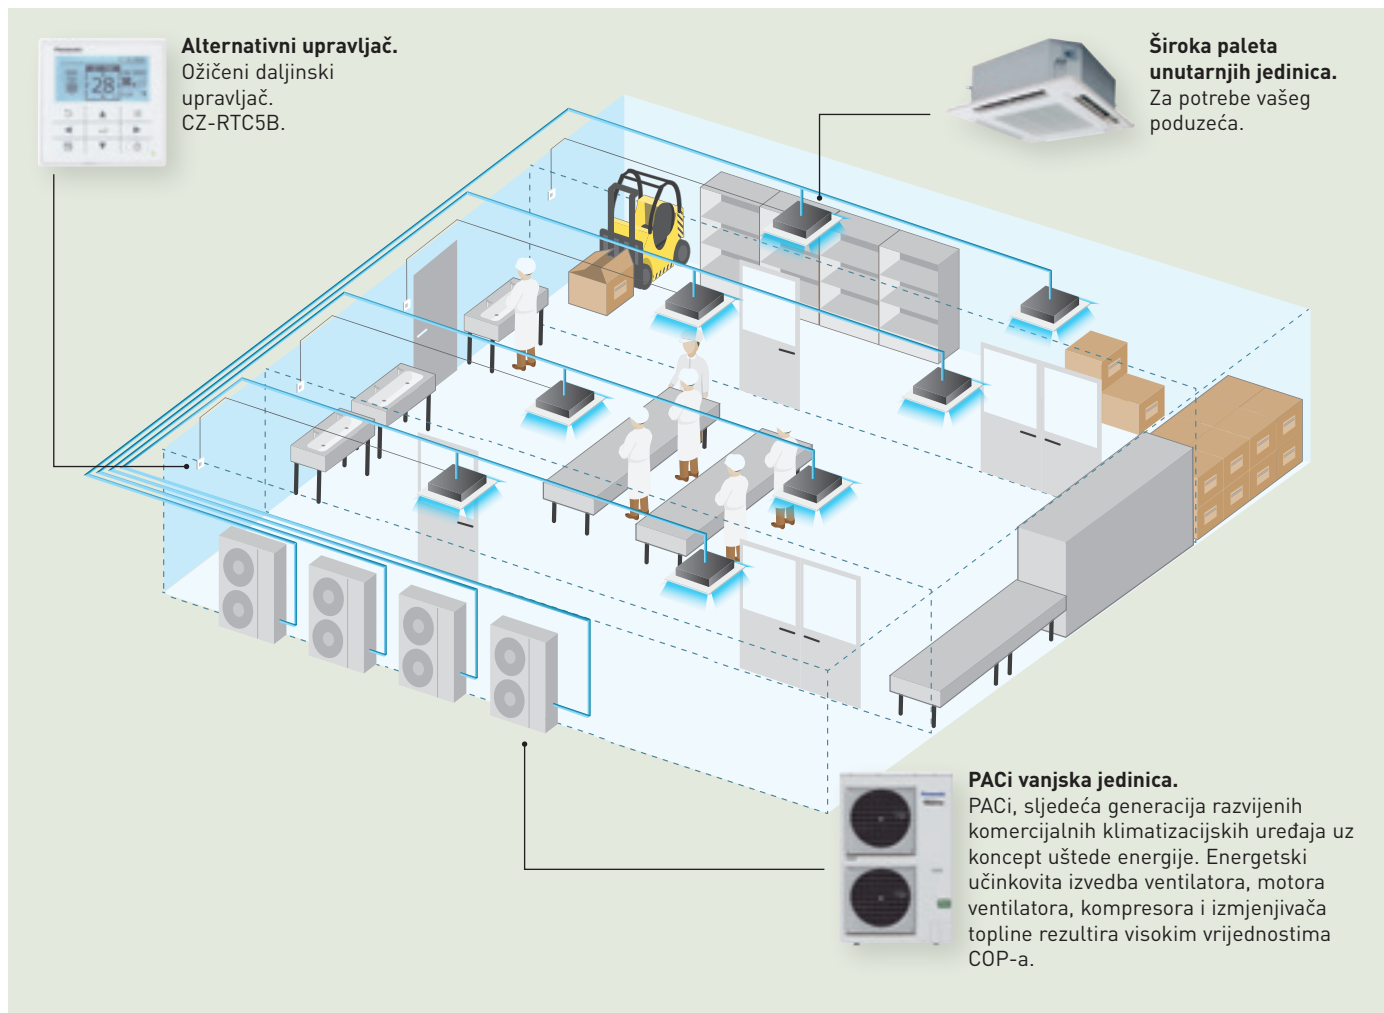 Alternativni upravljač.
Ožičeni daljinski
upravljač.
CZ-RTC5B.
Široka paleta
unutarnjih jedinica.
Za potrebe vašeg
poduzeća.
Panasonic
28
PACi vanjska jedinica.
PACi, sljedeća generacija razvijenih
komercijalnih klimatizacijskih uređaja uz
koncept uštede energije. Energetski
učinkovita izvedba ventilatora, motora
ventilatora, kompresora i izmjenjivača
topline rezultira visokim vrijednostima
COP-a.